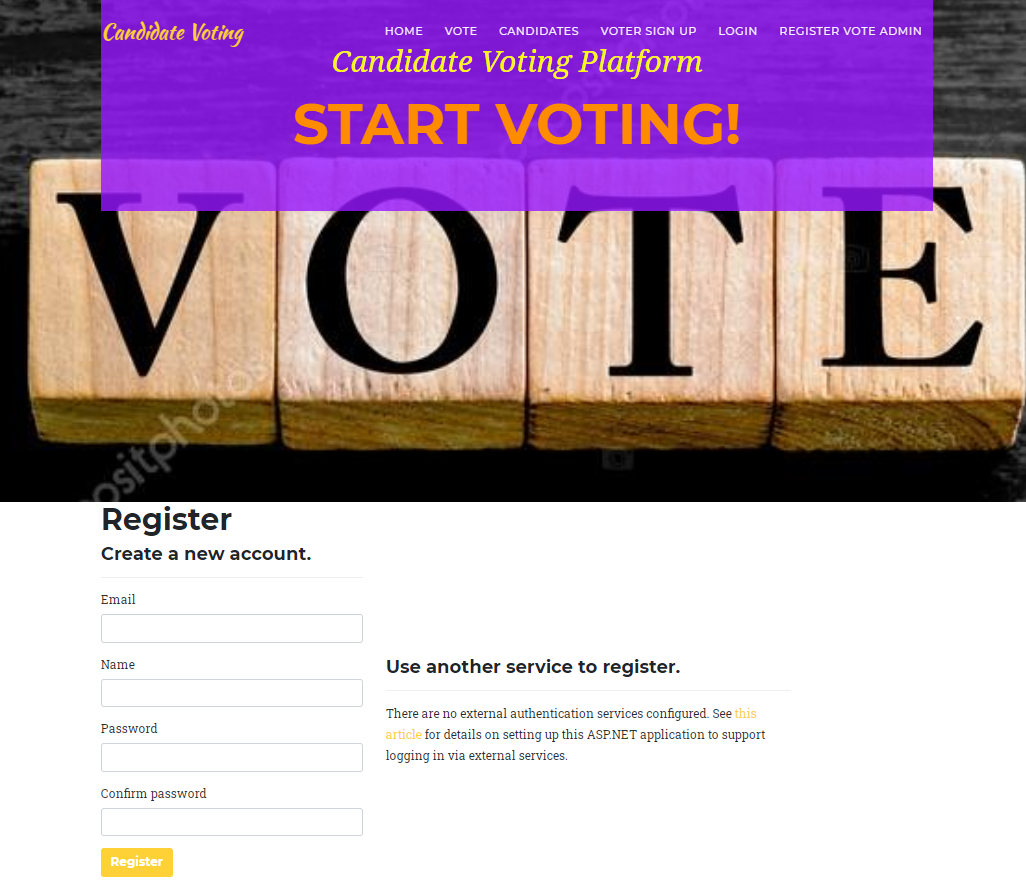 Candidate Voting
HOME VOTE CANDIDATES VOTER SIGN UP LOGIN REGISTER VOTE ADMIN
Candidate Voting Platform
START VOTING!
VOTE
Register
Create a new account.
Email
Name
Password
Confirm password
Register
Use another service to register.
There are no external authentication services configured. See this
article for details on setting up this ASP.NET application to support
logging in via external services.